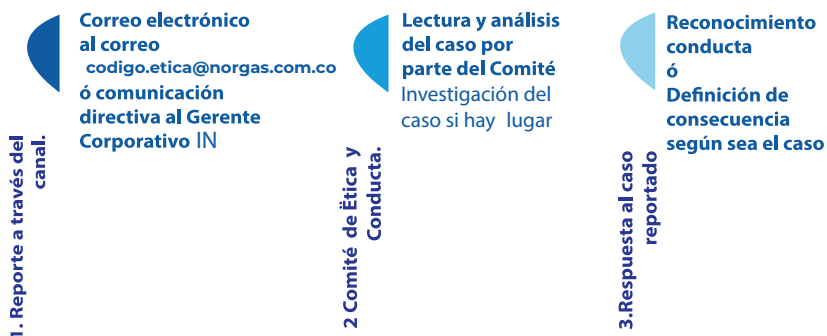 Correo electrónico
al correo
codigo.etica@norgas.com.co
ó comunicación
directiva al Gerente
Corporativo IN
1. Reporte a través del
canal.
Lectura y análisis
del caso por
parte del Comité
Investigación del
caso si hay lugar
2 Comité de Ëtica y
Conducta.
Reconocimiento
conducta
ó
Definición de
consecuencia
según sea el caso
3.Respuesta al caso
reportado